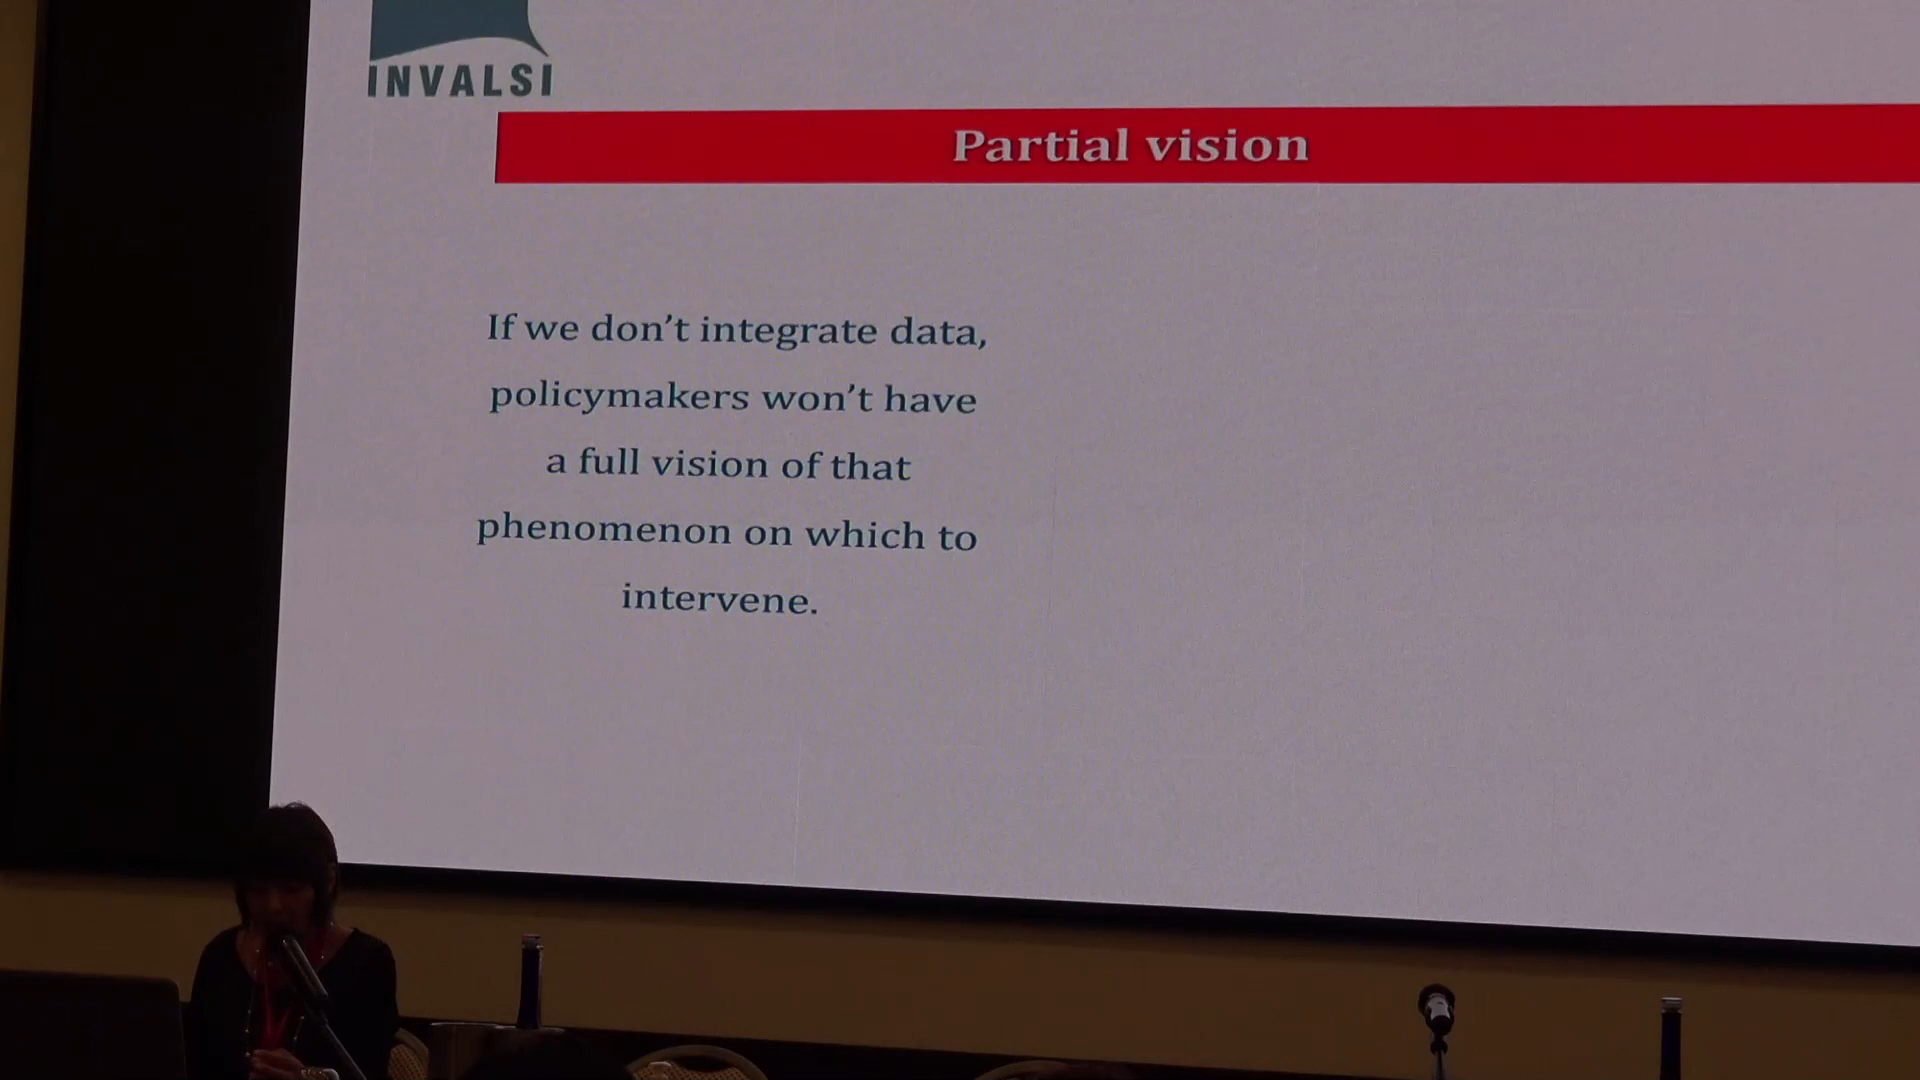 INVALSI
Partial vision
If we don’t integrate data,
policymakers won’t have
a full vision of that
phenomenon on which to
intervene.